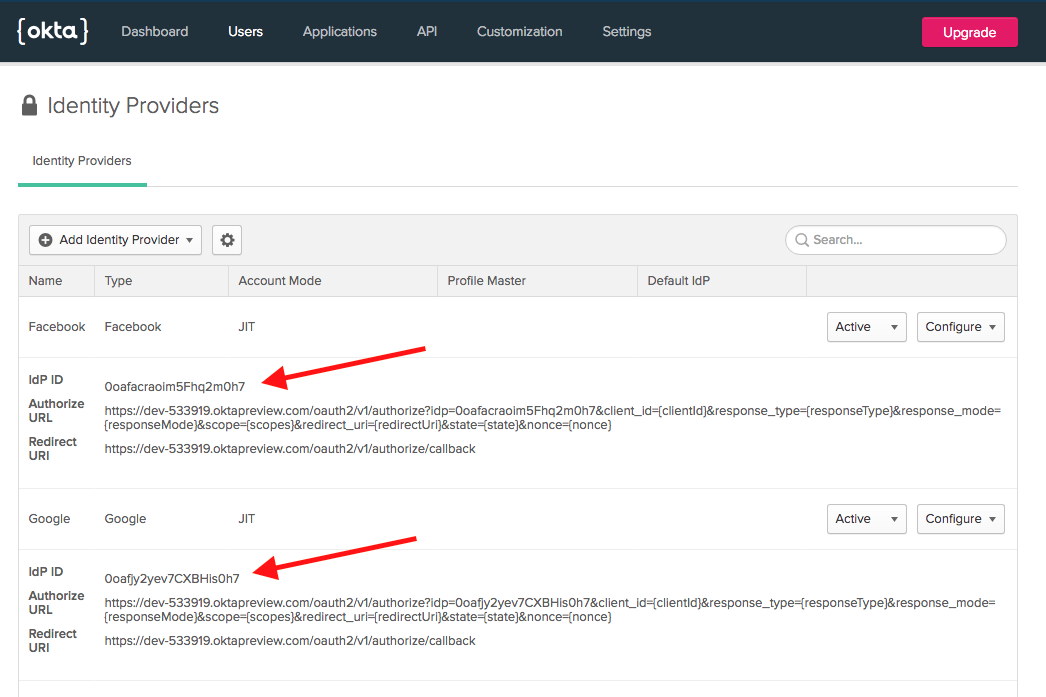 {okta} Dashboard Users Applications API Customization Settings Upgrade
Identity Providers
Identity Providers
Add Identity Provider Search...
Name Type Account Mode Profile Master Default IdP
Facebook Facebook JIT Active Configure
IdP ID 0oafacraoim5Fhq2m0h7
Authorize https://dev-533919.oktapreview.com/oauth2/v1/authorize?idp=0oafacraoim5Fhq2m0h7&client_id={clientId}&response_type={responseType}&response_mode=
URL {responseMode}&scope={scopes}&redirect_uri={redirectUri}&state={state}&nonce={nonce}
Redirect https://dev-533919.oktapreview.com/oauth2/v1/authorize/callback
URI
Google Google JIT Active Configure
IdP ID 0oafjy2yev7CXBHis0h7
Authorize https://dev-533919.oktapreview.com/oauth2/v1/authorize?idp=0oafjy2yev7CXBHis0h7&client_id={clientId}&response_type={responseType}&response_mode=
URL {responseMode}&scope={scopes}&redirect_uri={redirectUri}&state={state}&nonce={nonce}
Redirect https://dev-533919.oktapreview.com/oauth2/v1/authorize/callback
URI